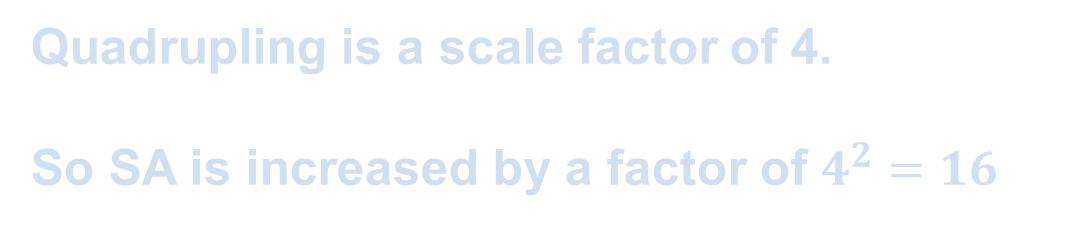 Quadrupling is a scale factor of 4.
So SA is increased by a factor of 4² = 16